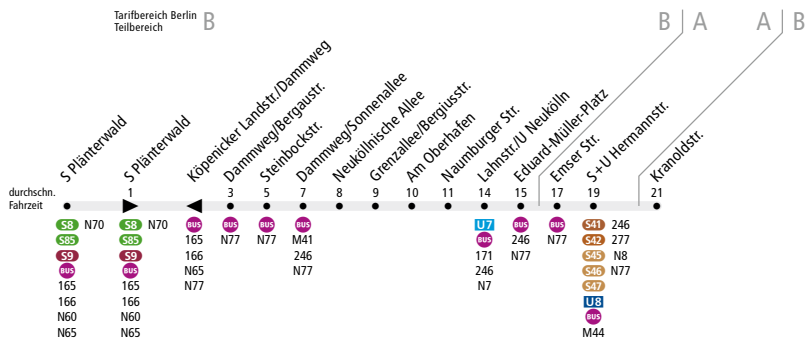 Tarifbereich Berlin
Teilbereich
B
B A
A B
S Plänterwald
S Plänterwald
Köpenicker Landstr./Dammweg
Dammweg/Bergaustr.
Steinbockstr.
Dammweg/Sonnenallee
Neuköllnische Allee
Grenzallee/Bergiusstr.
Am Oberhafen
Naumburger Str.
Lahnstr./U Neukölln
Eduard-Müller-Platz
Emser Str.
S+U Hermannstr.
Kranoldstr.
durchschn. 1 3 5 7 8 9 10 11 14 15 17 19 21
Fahrzeit
S8 N70
S85
S9
BUS
165
166
N60
N65
S8 N70
S85
S9
BUS
165
166
N60
N65
BUS
165
166
N65
N77
BUS
N77
BUS
N77
BUS
M41
246
N77
U7
BUS
171
246
N7
BUS
246
N77
BUS
N77
S41 246
S42 277
S45 N8
S46 N77
S47
U8
BUS
M44